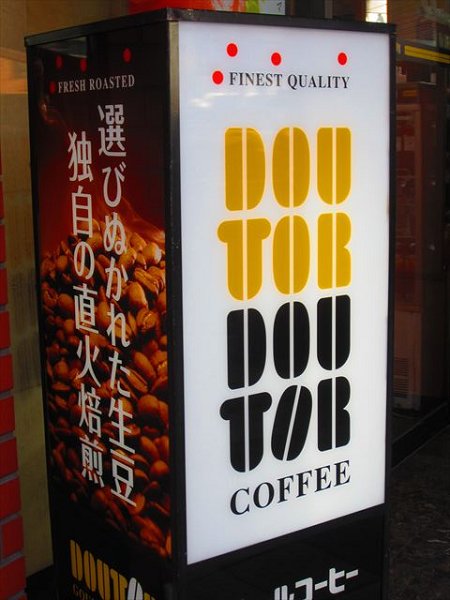 FRESH ROASTED
選びぬかれた生豆
独自の直火焙煎
DOUTOR
FINEST QUALITY
DOU
TOR
DOU
TOR
COFFEE
ルコーヒー